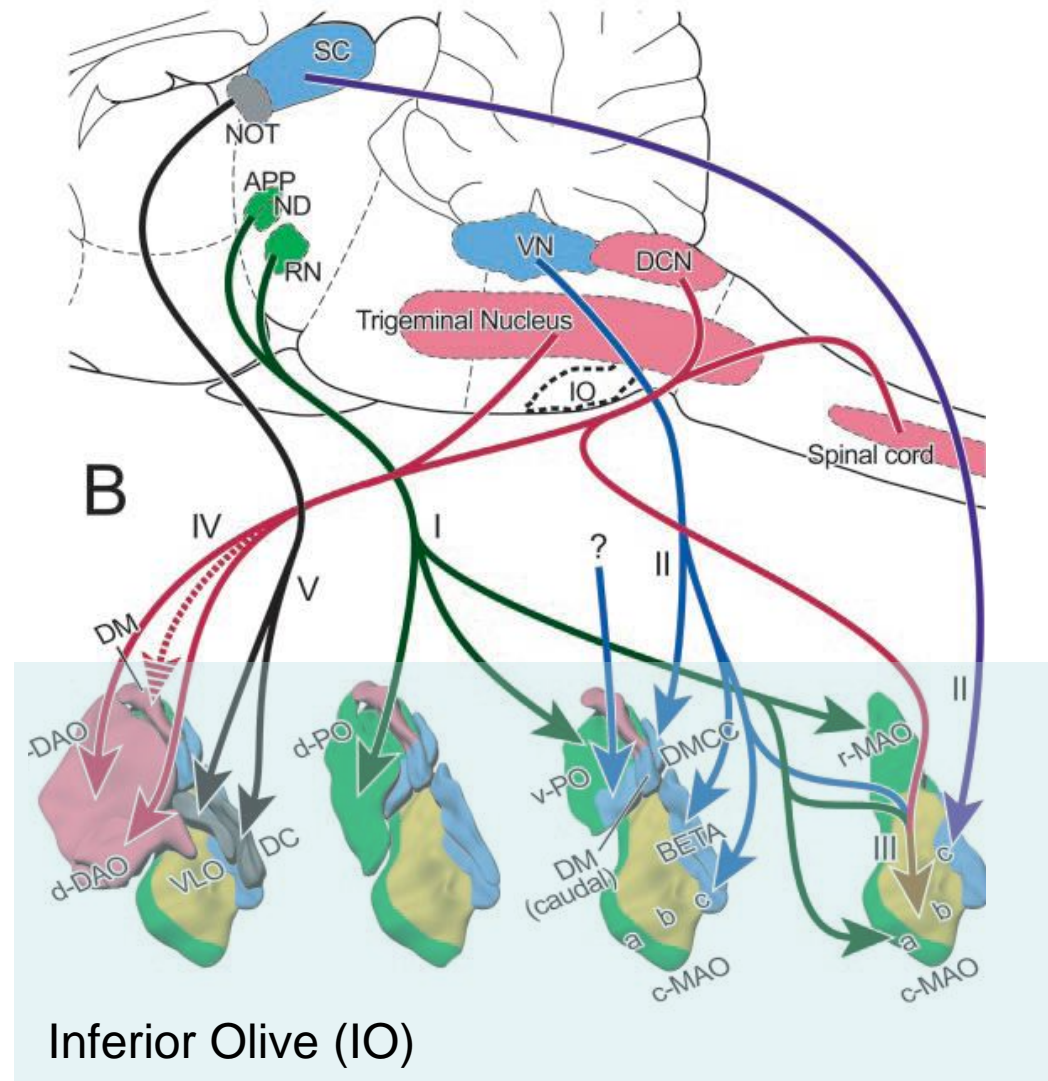 SC
NOT
APP
ND
RN
VN
DCN
Trigeminal Nucleus
IO
Spinal cord
B
IV
I
V
?
II
DM
II
-DAO
d-PO
v-PO
DMCC
r-MAO
d-DAO
VLO
DC
DM
(caudal)
BETA
III
c
a
b
c
a
b
c-MAO
c-MAO
Inferior Olive (IO)